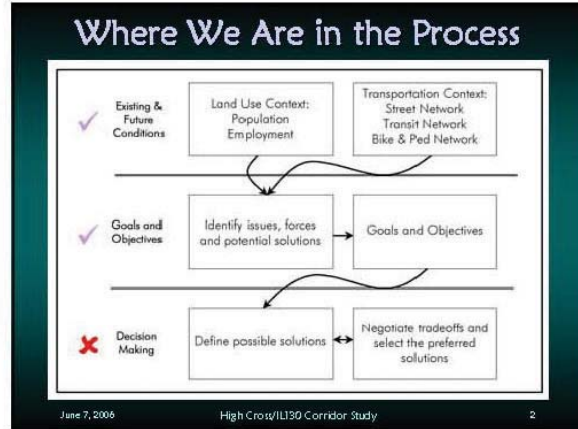 Where We Are in the Process
Existing &
Future
Conditions
Land Use Context:
Population
Employment
Transportation Context:
Street Network
Transit Network
Bike & Ped Network
Goals and
Objectives
Identify issues, forces
and potential solutions
Goals and Objectives
Decision
Making
Define possible solutions
Negotiate tradeoffs and
select the preferred
solutions
June 7, 2006
High Cross/IL130 Corridor Study
2